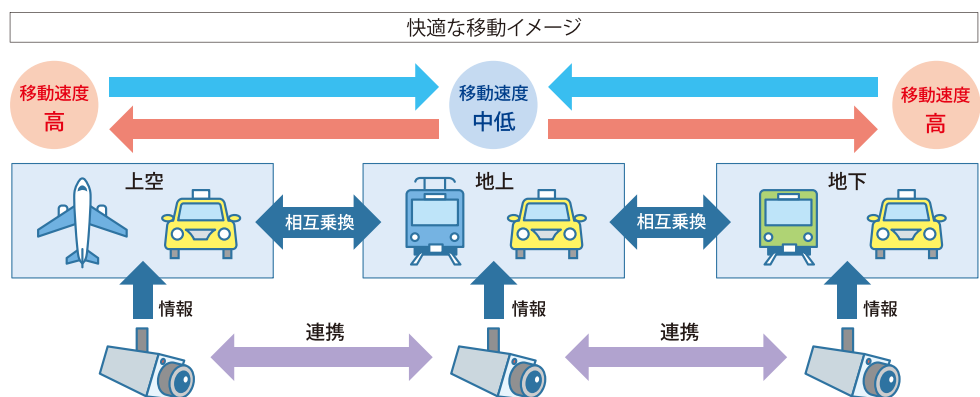 快適な移動イメージ
移動速度
高
移動速度
中低
移動速度
高
上空
地上
地下
相互乗換
相互乗換
情報
情報
情報
連携
連携